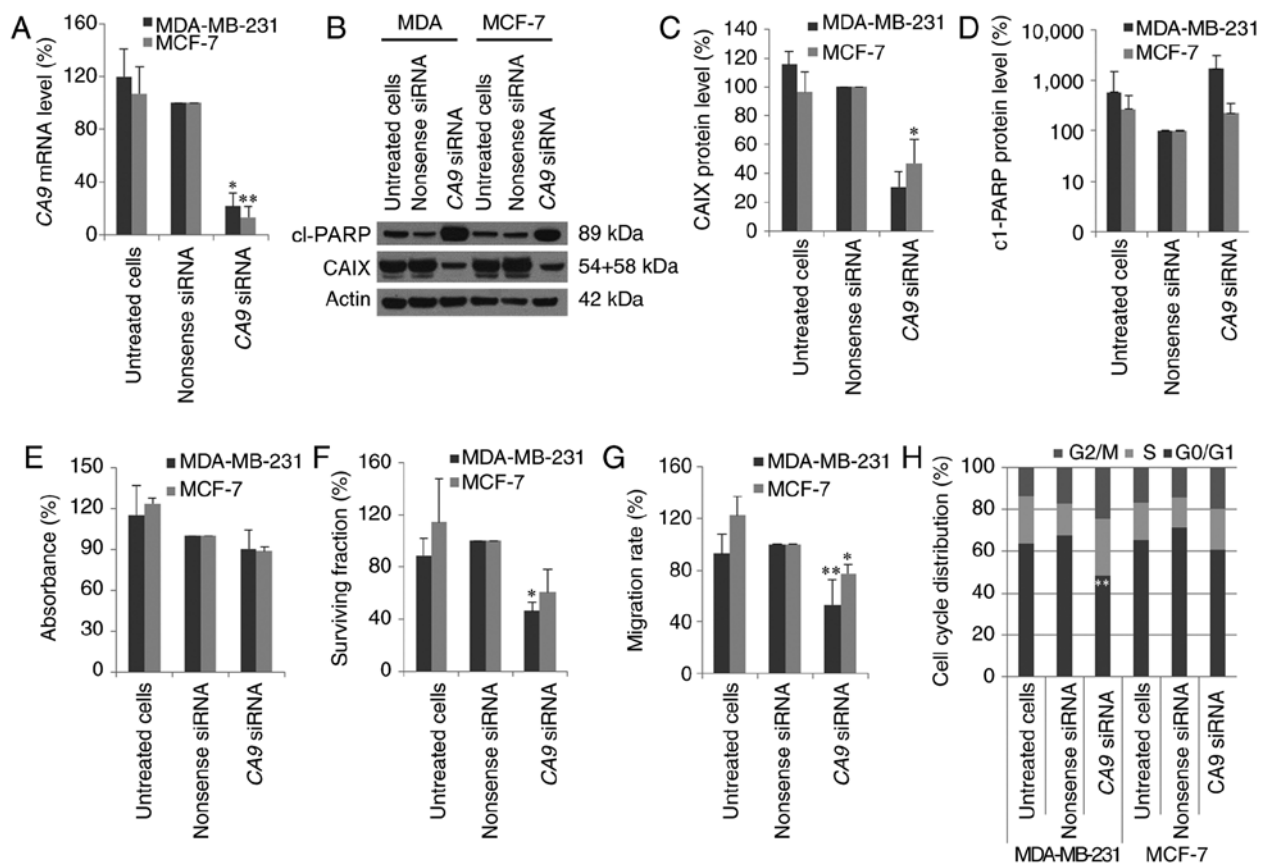 A
MDA-MB-231
MCF-7
CA9 mRNA level (%)
160
120
80
40
0
*
**
Untreated cells
Nonsense siRNA
CA9 siRNA
B
MDA
MCF-7
Untreated cells
Nonsense siRNA
CA9 siRNA
Untreated cells
Nonsense siRNA
CA9 siRNA
cl-PARP
89 kDa
CAIX
54+58 kDa
Actin
42 kDa
C
MDA-MB-231
MCF-7
CAIX protein level (%)
140
120
100
80
60
40
20
0
*
Untreated cells
Nonsense siRNA
CA9 siRNA
D
MDA-MB-231
MCF-7
c1-PARP protein level (%)
10,000
1,000
100
10
0
Untreated cells
Nonsense siRNA
CA9 siRNA
E
MDA-MB-231
MCF-7
Absorbance (%)
150
120
90
130
0
Untreated cells
Nonsense siRNA
CA9 siRNA
F
MDA-MB-231
MCF-7
Surviving fraction (%)
160
120
80
40
0
*
Untreated cells
Nonsense siRNA
CA9 siRNA
G
MDA-MB-231
MCF-7
Migration rate (%)
160
120
80
40
0
**
*
Untreated cells
Nonsense siRNA
CA9 siRNA
H
G2/M S G0/G1
Cell cycle distribution (%)
100
80
60
40
20
0
**
Untreated cells
Nonsense siRNA
CA9 siRNA
Untreated cells
Nonsense siRNA
CA9 siRNA
MDA-MB-231
MCF-7